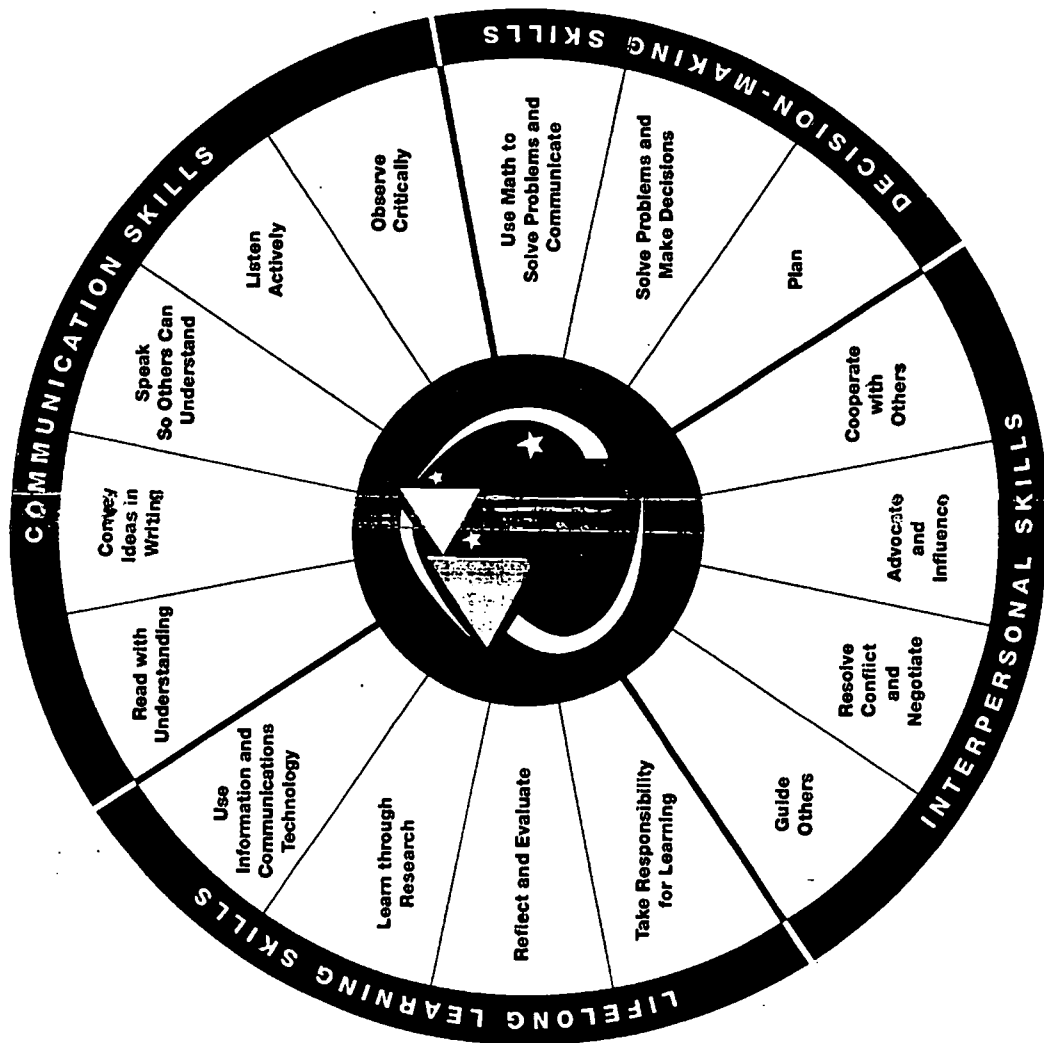 COMMUNICATION SKILLS
Read with
Understanding
Convey
Ideas in
Writing
Speak
So Others Can
Understand
Listen
Actively
Observe
Critically
DECISION-MAKING SKILLS
Use Math to
Solve Problems and
Communicate
Solve Problems and
Make Decisions
Plan
INTERPERSONAL SKILLS
Cooperate
with
Others
Advocate
and
Influence
Resolve
Conflict
and
Negotiate
Guide
Others
LIFELONG LEARNING SKILLS
Take Responsibility
for Learning
Reflect and Evaluate
Learn through
Research
Use
Information and
Communications
Technology